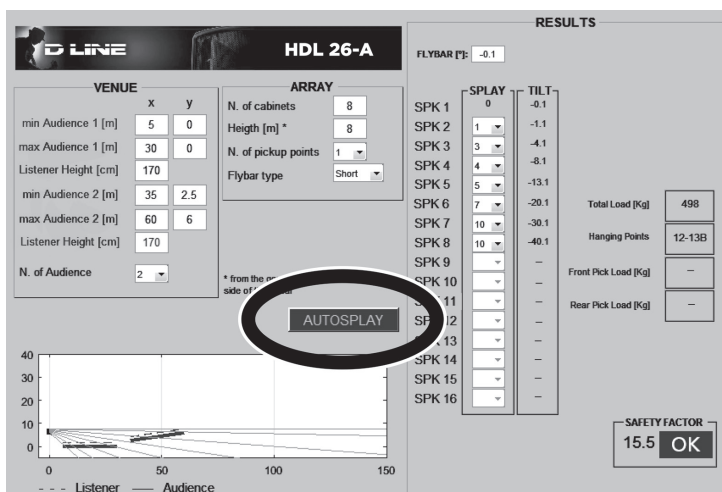 D LINE
HDL 26-A
VENUE
x y
min Audience 1 [m] 5 0
max Audience 1 [m] 30 0
Listener Height [cm] 170
min Audience 2 [m] 35 2.5
max Audience 2 [m] 60 6
Listener Height [cm] 170
N. of Audience 2
ARRAY
N. of cabinets 8
Heigth [m] * 8
N. of pickup points 1
Flybar type Short
* from the
side of
AUTOSPLAY
40
30
20
10
0
0 50 100 150
- - - Listener — Audience
RESULTS
FLYBAR [°]: -0.1
SPLAY TILT
SPK 1 0 -0.1
SPK 2 1 -1.1
SPK 3 3 -4.1
SPK 4 4 -8.1
SPK 5 5 -13.1
SPK 6 7 -20.1
SPK 7 10 -30.1
SPK 8 10 -40.1
SPK 9 –
SPK 10 –
11 –
12 –
SPK 13 –
SPK 14 –
SPK 15 –
SPK 16 –
Total Load [Kg] 498
Hanging Points 12-13B
Front Pick Load [Kg] –
Rear Pick Load [Kg] –
SAFETY FACTOR
15.5 OK